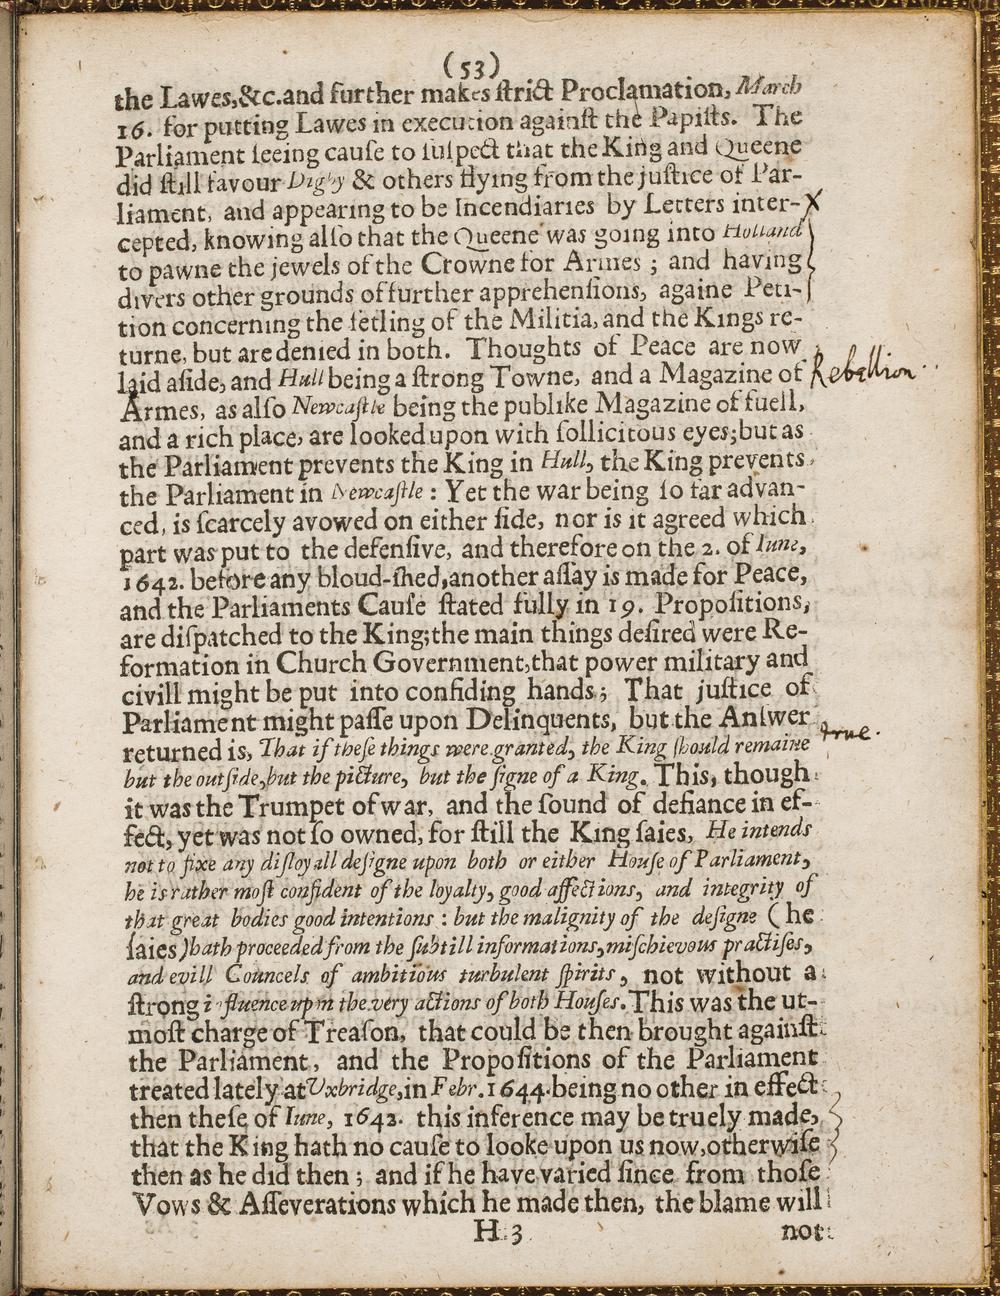 (53)
the Lawes,&c.and further makes ſtrict Proclamation, March
16. for putting Lawes in execution againſt the Papiſts. The
Parliament ſeeing cauſe to ſuſpect that the King and Queene
did ſtill favour Digby & others flying from the juſtice of Par-
liament, and appearing to be Incendiaries by Letters inter- X
cepted, knowing alſo that the Queene was going into Holland
to pawne the jewels of the Crowne for Armes ; and having
divers other grounds of further apprehenſions, againe Peti-
tion concerning the ſetling of the Militia, and the Kings re-
turne, but are denied in both. Thoughts of Peace are now
laid aſide, and Hull being a ſtrong Towne, and a Magazine of Rebellion
Armes, as alſo Newcaſtle being the publike Magazine of fuell,
and a rich place, are looked upon with ſollicitous eyes;but as
the Parliament prevents the King in Hull, the King prevents
the Parliament in Newcaſtle : Yet the war being ſo far advan-
ced, is ſcarcely avowed on either ſide, nor is it agreed which
part was put to the defenſive, and therefore on the 2. of Iune,
1642. before any bloud-ſhed,another aſſay is made for Peace,
and the Parliaments Cauſe ſtated fully in 19. Propoſitions,
are diſpatched to the King;the main things deſired were Re-
formation in Church Government,that power military and
civill might be put into confiding hands; That juſtice of
Parliament might paſſe upon Delinquents, but the Anſwer
returned is, That if theſe things were granted, the King ſhould remaine true.
but the outſide,but the picture, but the ſigne of a King. This, though
it was the Trumpet of war, and the ſound of defiance in ef-
fect, yet was not ſo owned, for ſtill the King ſaies, He intends
not to fixe any diſloyall deſigne upon both or either Houſe of Parliament,
he is rather moſt confident of the loyalty, good affections, and integrity of
that great bodies good intentions : but the malignity of the deſigne (he
ſaies)hath proceeded from the ſubtill informations,miſchievous practiſes,
and evill Councels of ambitious turbulent ſpirits, not without a
ſtrong i fluence upon the very actions of both Houſes. This was the ut-
moſt charge of Treaſon, that could be then brought againſt
the Parliament, and the Propoſitions of the Parliament
treated lately at Vxbridge,in Febr. 1644.being no other in effect
then theſe of Iune, 1642. this inference may be truely made,
that the King hath no cauſe to looke upon us now,otherwiſe
then as he did then ; and if he have varied ſince from thoſe
Vows & Aſſeverations which he made then, the blame will
H 3 not